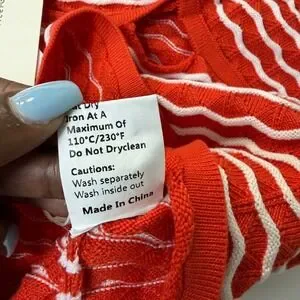 Dry
Iron At A
Maximum Of
110°C/230°F
Do Not Dryclean
Cautions:
Wash separately
Wash inside out
Made In China